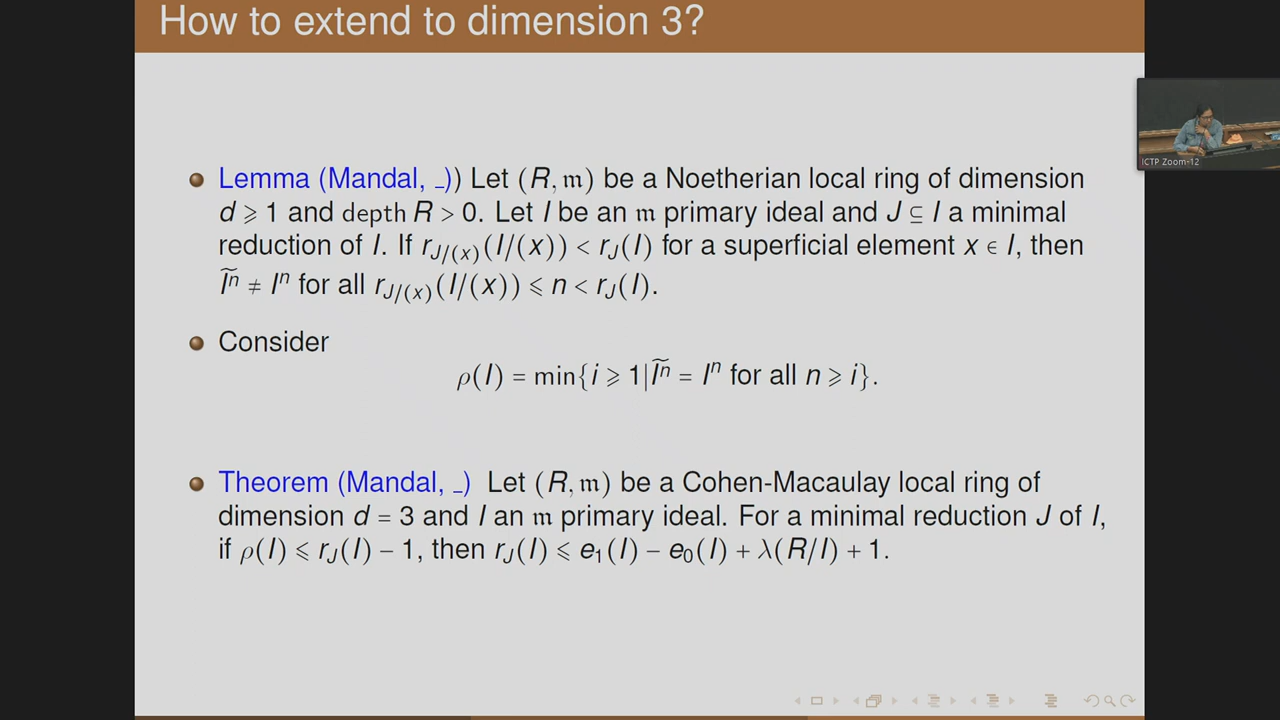 How to extend to dimension 3?
Lemma (Mandal, _)) Let (R, 𝔪) be a Noetherian local ring of dimension
d ⩾ 1 and depth R > 0. Let I be an 𝔪 primary ideal and J ⊆ I a minimal
reduction of I. If r_{J/(x)}(I/(x)) < r_J(I) for a superficial element x ∈ I, then
\widetilde{I^n} ≠ I^n for all r_{J/(x)}(I/(x)) ⩽ n < r_J(I).
Consider
ρ(I) = min{i ⩾ 1|\widetilde{I^n} = I^n for all n ⩾ i}.
Theorem (Mandal, _) Let (R, 𝔪) be a Cohen-Macaulay local ring of
dimension d = 3 and I an 𝔪 primary ideal. For a minimal reduction J of I,
if ρ(I) ⩽ r_J(I) − 1, then r_J(I) ⩽ e_1(I) − e_0(I) + λ(R/I) + 1.
ICTP Zoom-12